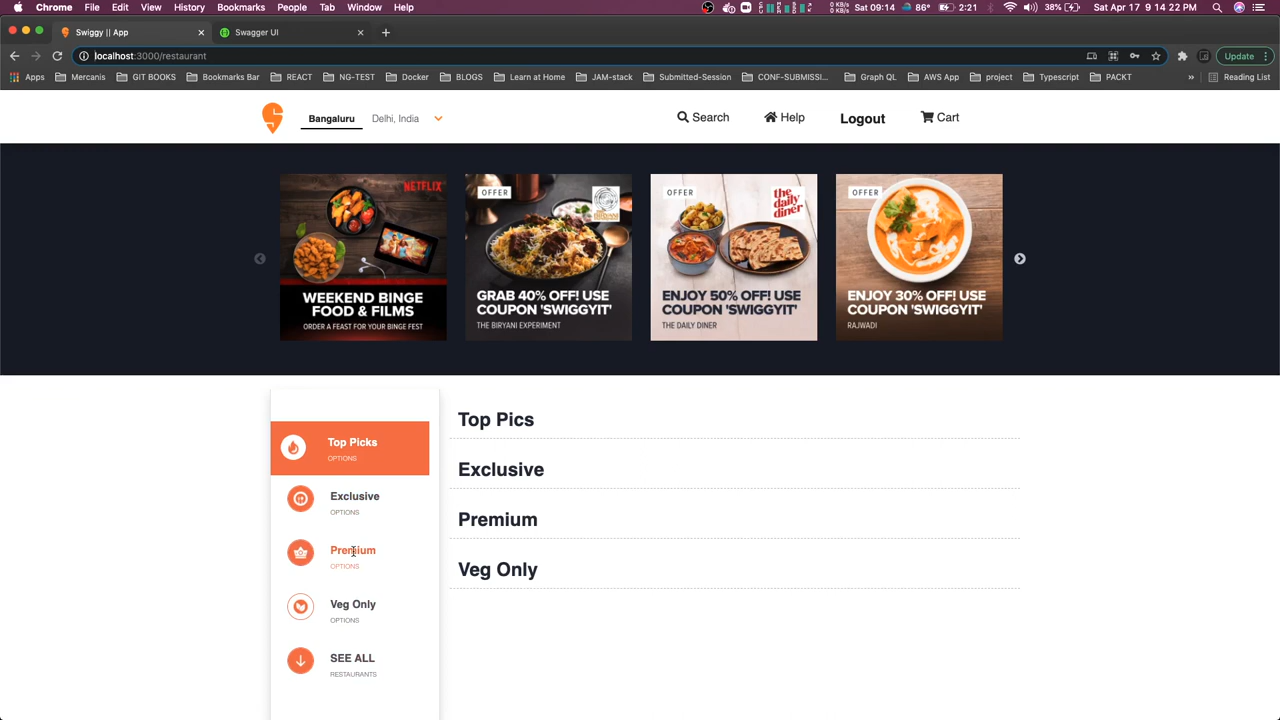 Chrome File Edit View History Bookmarks People Tab Window Help 0 KB/s 0 KB/s Sat 09:14 86° 2:21 38% Sat Apr 17 9:14:22 PM
Swiggy || App Swagger UI
localhost:3000/restaurant Update
Apps Mercanis GIT BOOKS Bookmarks Bar REACT NG-TEST Docker BLOGS Learn at Home JAM-stack Submitted-Session CONF-SUBMISSI... Graph QL AWS App project Typescript PACKT » Reading List
Bangaluru Delhi, India Search Help Logout Cart
NETFLIX
WEEKEND BINGE
FOOD & FILMS
ORDER A FEAST FOR YOUR BINGE FEST
OFFER
GRAB 40% OFF! USE
COUPON 'SWIGGYIT'
THE BIRYANI EXPERIMENT
OFFER
the daily diner
ENJOY 50% OFF! USE
COUPON 'SWIGGYIT'
THE DAILY DINER
OFFER
ENJOY 30% OFF! USE
COUPON 'SWIGGYIT'
RAJWADI
Top Picks
OPTIONS
Exclusive
OPTIONS
Premium
OPTIONS
Veg Only
OPTIONS
SEE ALL
RESTAURANTS
Top Pics
Exclusive
Premium
Veg Only